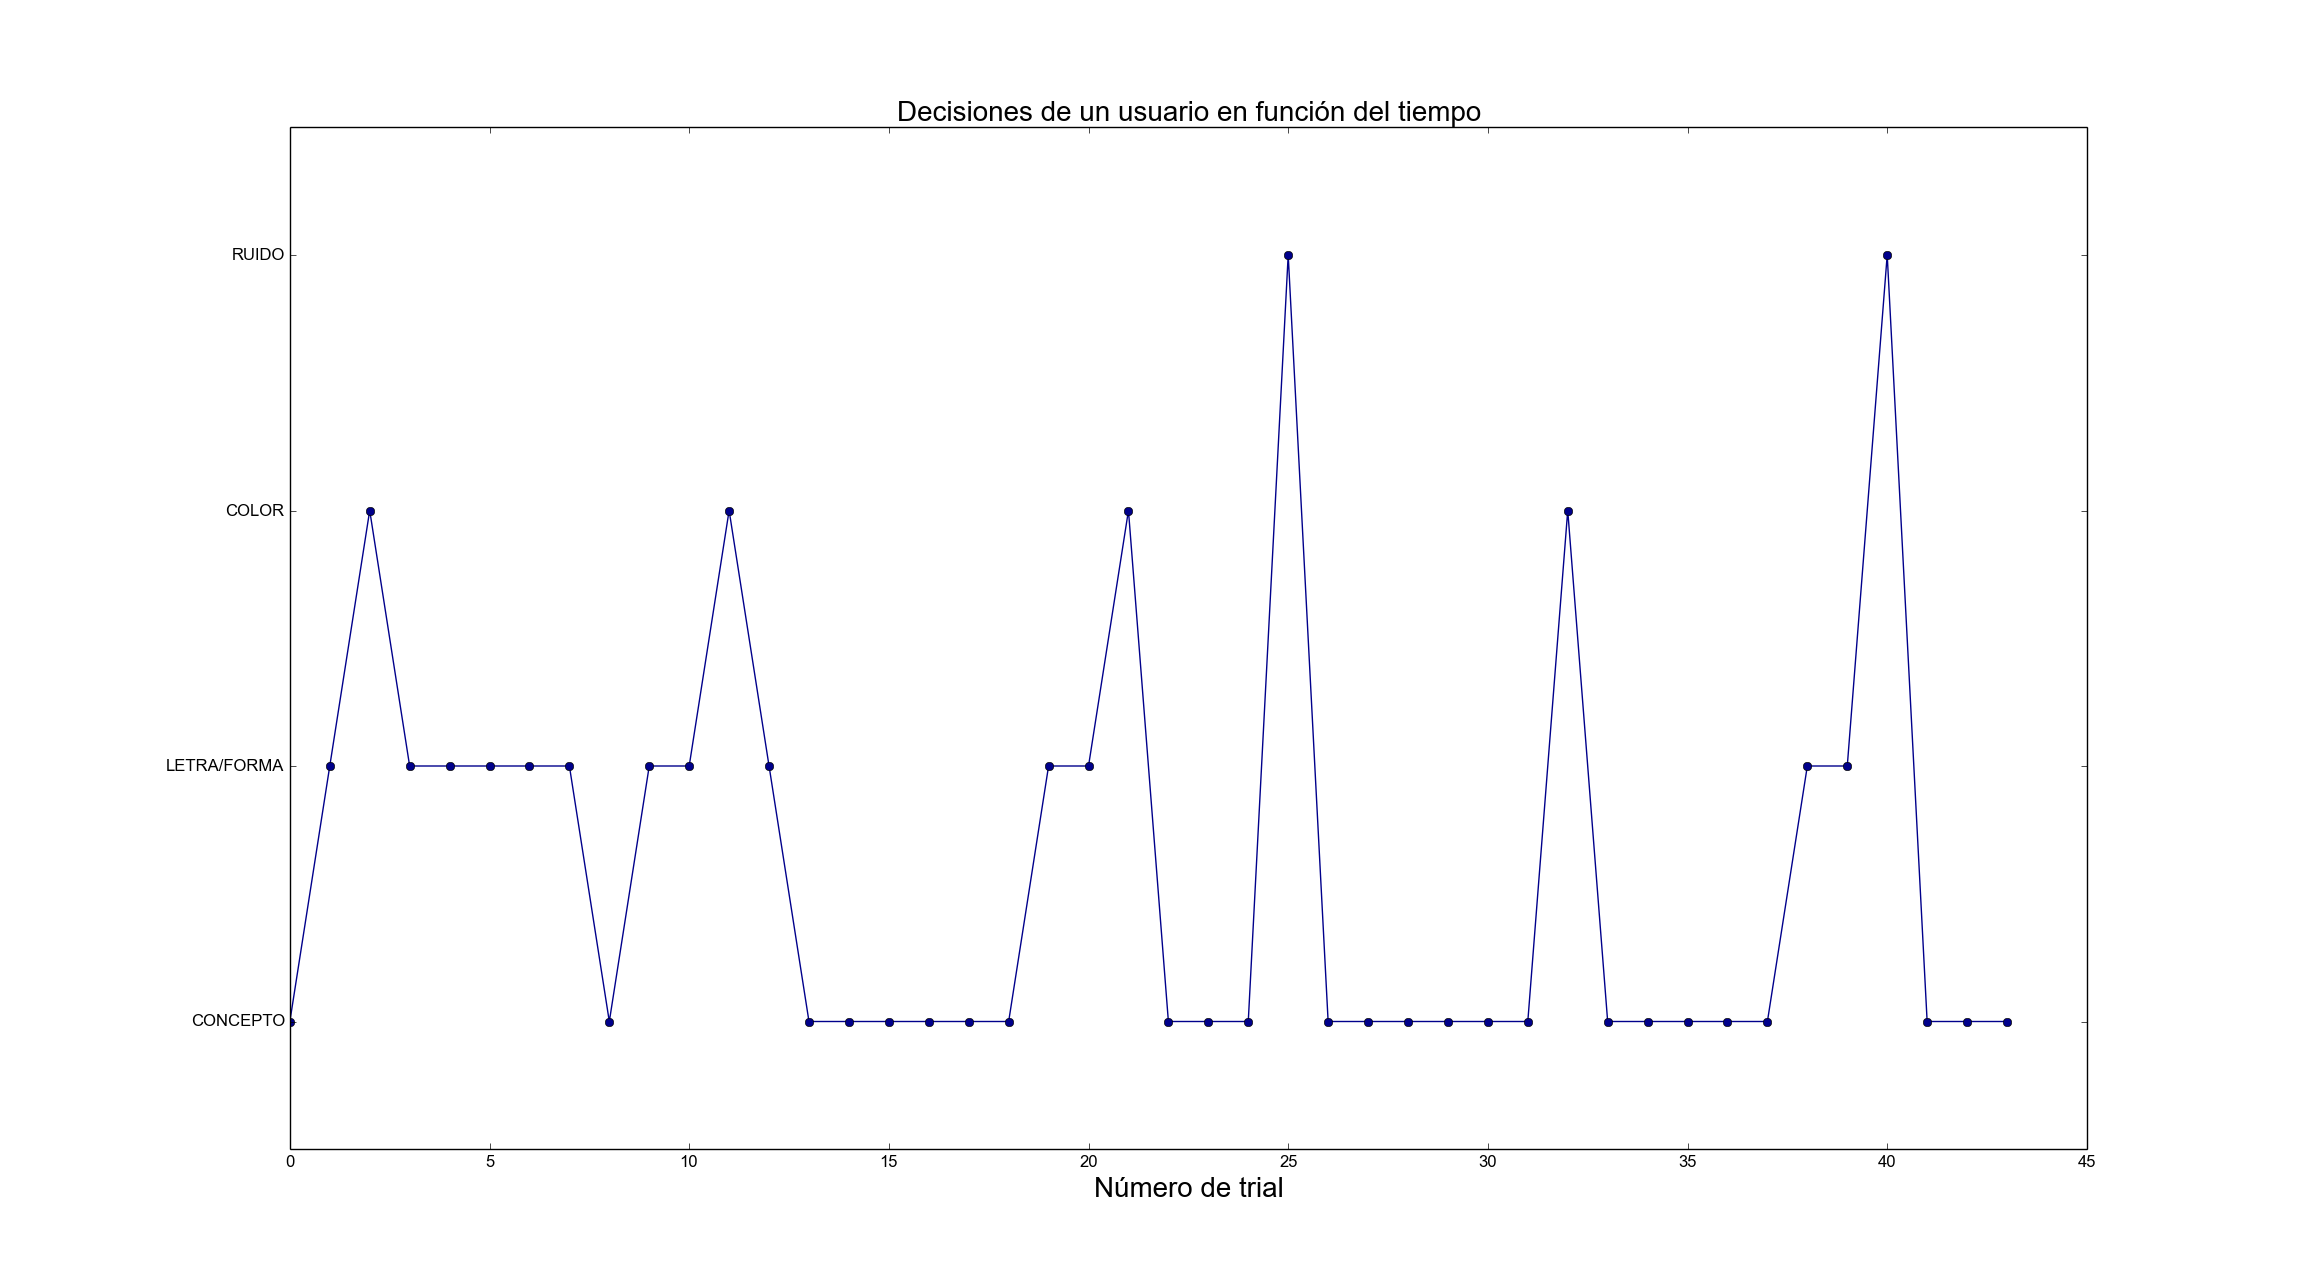 Decisiones de un usuario en función del tiempo
RUIDO
COLOR
LETRA/FORMA
CONCEPTO
0 5 10 15 20 25 30 35 40 45
Número de trial